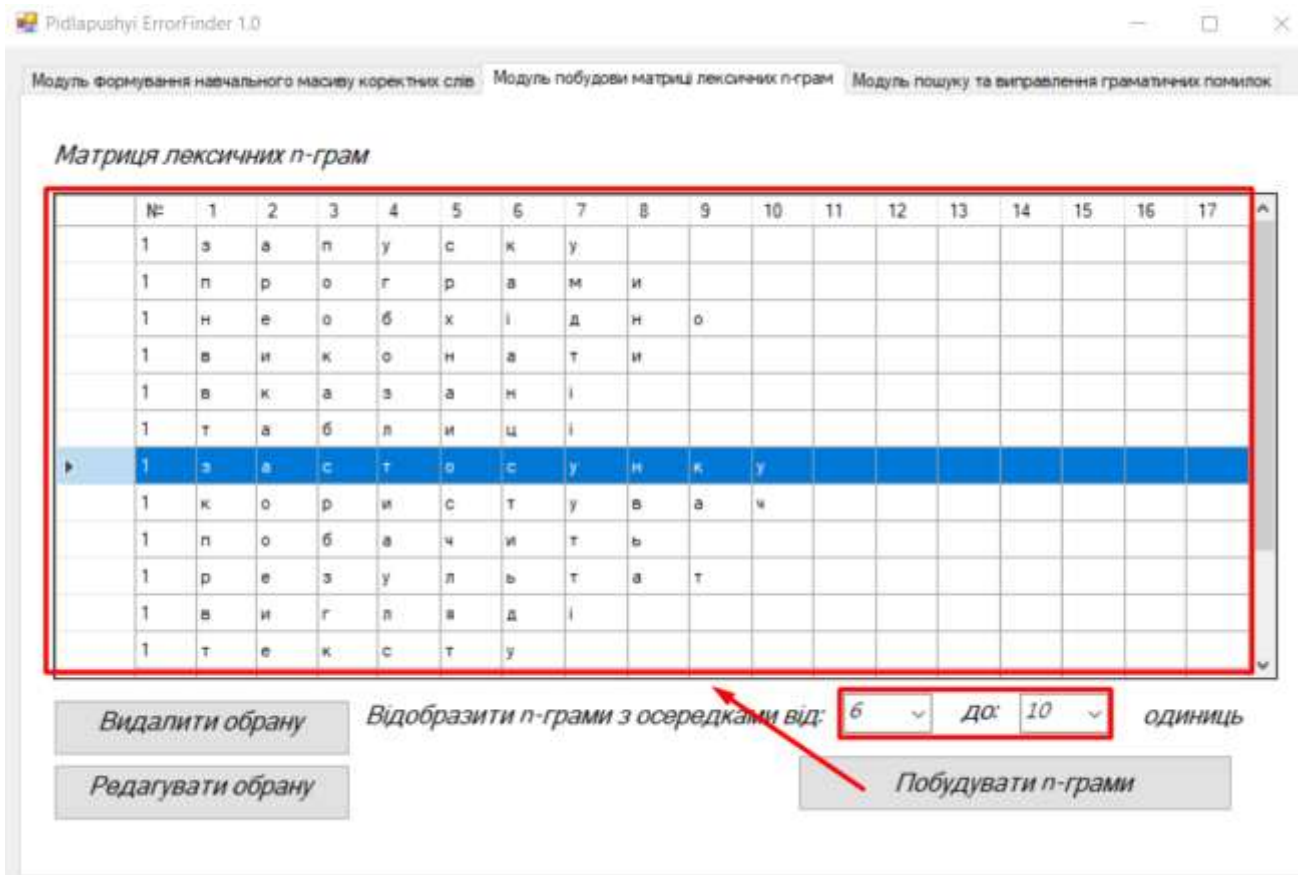 Pidlapushyi ErrorFinder 1.0
Модуль формування навчального масиву коректних слів Модуль побудови матриці лексичних n-грам Модуль пошуку та виправлення граматичних помилок
Матриця лексичних n-грам
№ 1 2 3 4 5 6 7 8 9 10 11 12 13 14 15 16 17
1 з а п у с к у
1 п р о г р а м и
1 н е о б х і д н о
1 в и к о н а т и
1 в к а з а н і
1 т а б л и ц і
1 з а с т о с у н к у
1 к о р и с т у в а ч
1 п о б а ч и т ь
1 р е з у л ь т а т
1 в и г л я д і
1 т е к с т у
Видалити обрану Відобразити n-грами з осередками від: 6 до: 10 одиниць
Редагувати обрану Побудувати n-грами